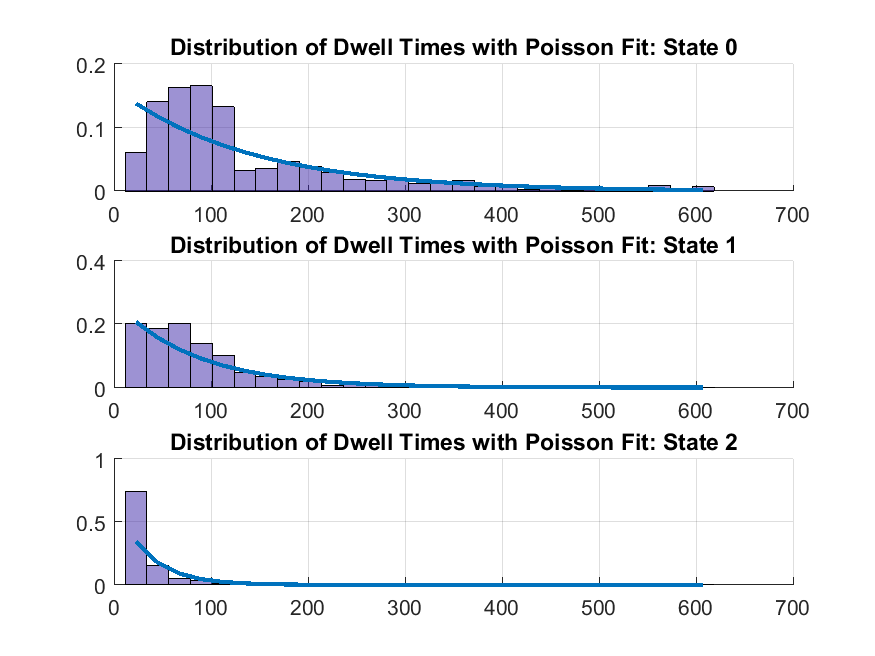 Distribution of Dwell Times with Poisson Fit: State 0
0.2
0.1
0
0 100 200 300 400 500 600 700
Distribution of Dwell Times with Poisson Fit: State 1
0.4
0.2
0
0 100 200 300 400 500 600 700
Distribution of Dwell Times with Poisson Fit: State 2
1
0.5
0
0 100 200 300 400 500 600 700